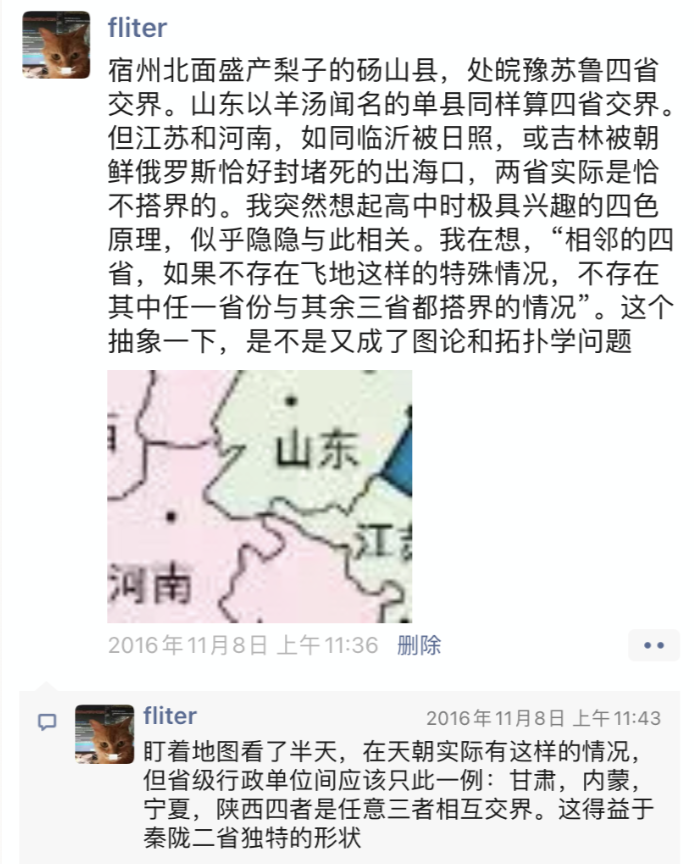 fliter
宿州北面盛产梨子的砀山县，处皖豫苏鲁四省
交界。山东以羊汤闻名的单县同样算四省交界。
但江苏和河南，如同临沂被日照，或吉林被朝
鲜俄罗斯恰好封堵死的出海口，两省实际是恰
不搭界的。我突然想起高中时极具兴趣的四色
原理，似乎隐隐与此相关。我在想，“相邻的四
省，如果不存在飞地这样的特殊情况，不存在
其中任一省份与其余三省都搭界的情况”。这个
抽象一下，是不是又成了图论和拓扑学问题
山东
河南
2016年11月8日 上午11:36 删除
fliter
2016年11月8日 上午11:43
盯着地图看了半天，在天朝实际有这样的情况，
但省级行政单位间应该只此一例：甘肃，内蒙，
宁夏，陕西四者是任意三者相互交界。这得益于
秦陇二省独特的形状